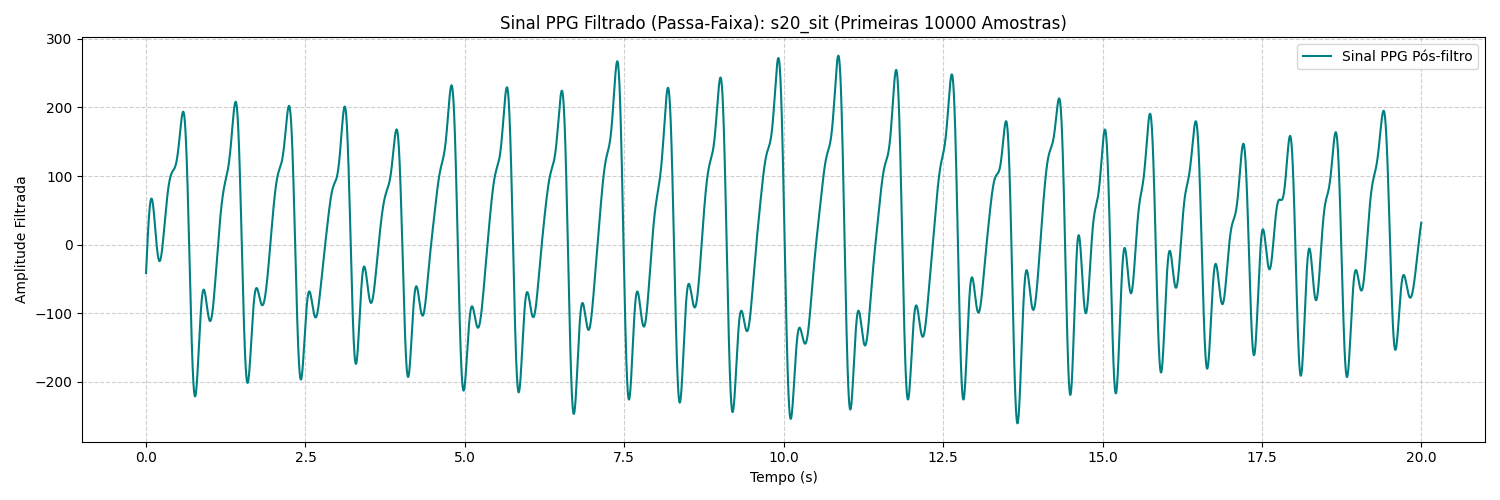 Sinal PPG Filtrado (Passa-Faixa): s20_sit (Primeiras 10000 Amostras)
Sinal PPG Pós-filtro
Amplitude Filtrada
300
200
100
0
−100
−200
0.0 2.5 5.0 7.5 10.0 12.5 15.0 17.5 20.0
Tempo (s)